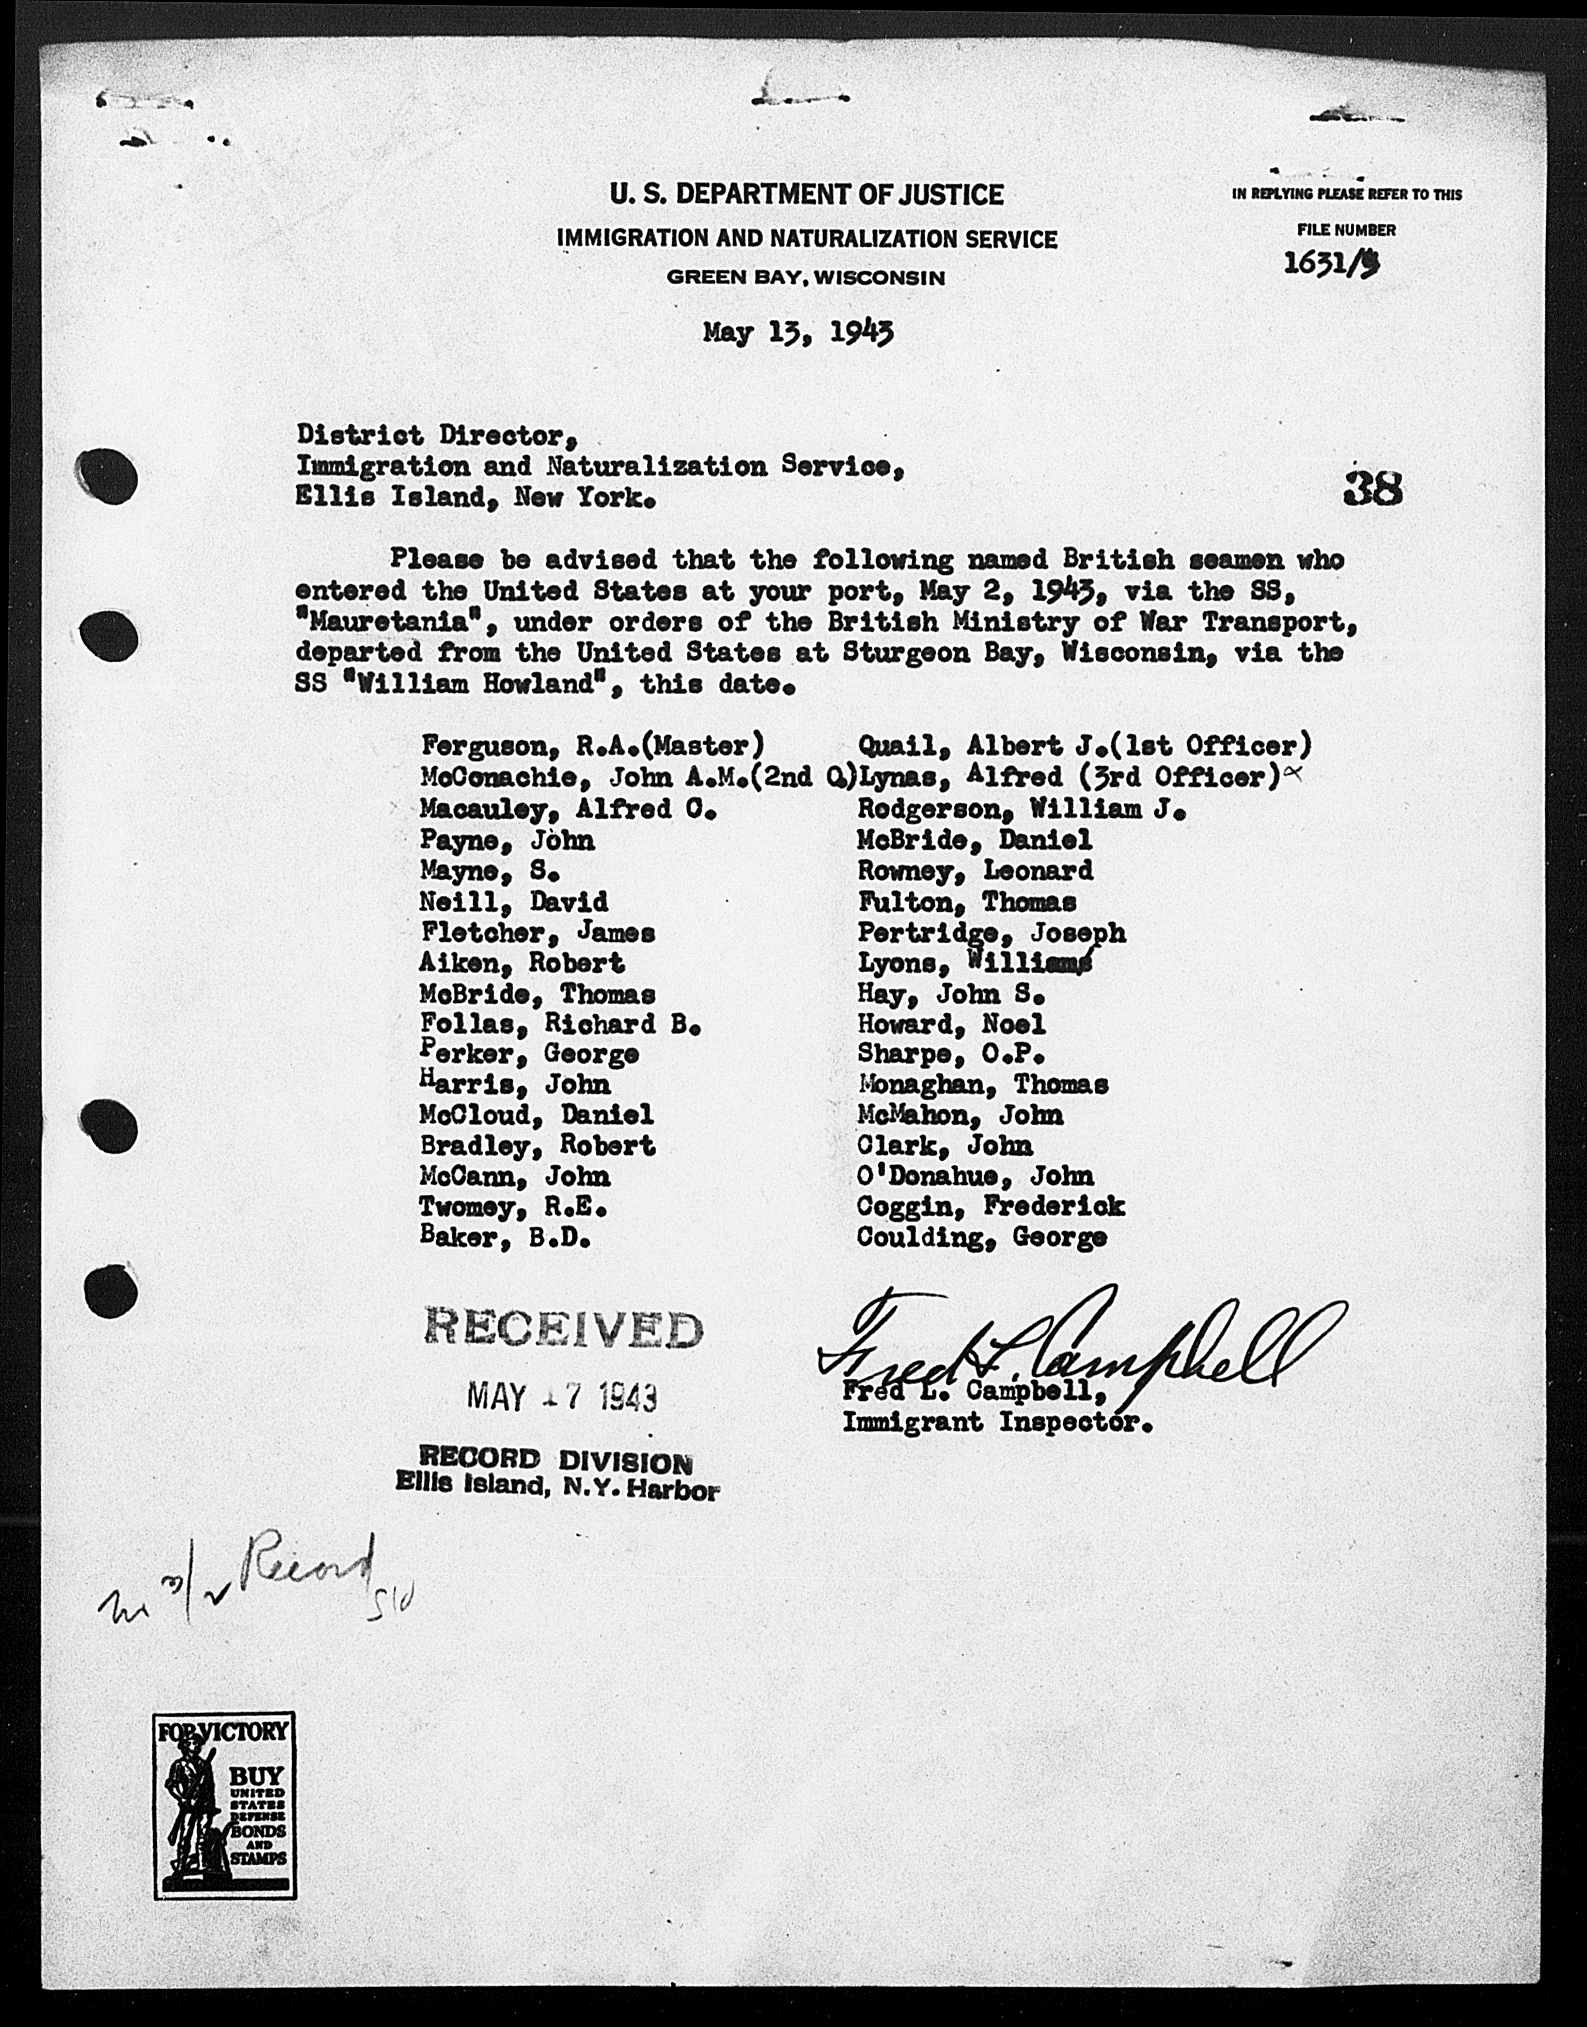 U. S. DEPARTMENT OF JUSTICE
IMMIGRATION AND NATURALIZATION SERVICE
GREEN BAY, WISCONSIN
IN REPLYING PLEASE REFER TO THIS
FILE NUMBER
1631/
May 13, 1943
District Director,
Immigration and Naturalization Service,
Ellis Island, New York.
38
Please be advised that the following named British seamen who
entered the United States at your port, May 2, 1943, via the SS,
"Mauretania", under orders of the British Ministry of War Transport,
departed from the United States at Sturgeon Bay, Wisconsin, via the
SS "William Howland", this date.
Ferguson, R.A.(Master) Quail, Albert J.(1st Officer)
McConachie, John A.M.(2nd O)Lynas, Alfred (3rd Officer)
Macauley, Alfred C. Rodgerson, William J.
Payne, John McBride, Daniel
Mayne, S. Rowney, Leonard
Neill, David Fulton, Thomas
Fletcher, James Pertridge, Joseph
Aiken, Robert Lyons, William
McBride, Thomas Hay, John S.
Follas, Richard B. Howard, Noel
Perker, George Sharpe, O.P.
Harris, John Monaghan, Thomas
McCloud, Daniel McMahon, John
Bradley, Robert Clark, John
McCann, John O'Donahue, John
Twomey, R.E. Coggin, Frederick
Baker, B.D. Coulding, George
RECEIVED
MAY 17 1943
RECORD DIVISION
Ellis Island, N.Y. Harbor
Fred L. Campbell
Fred L. Campbell,
Immigrant Inspector.
Record
FOR VICTORY
BUY
UNITED
STATES
DEFENSE
BONDS
AND
STAMPS